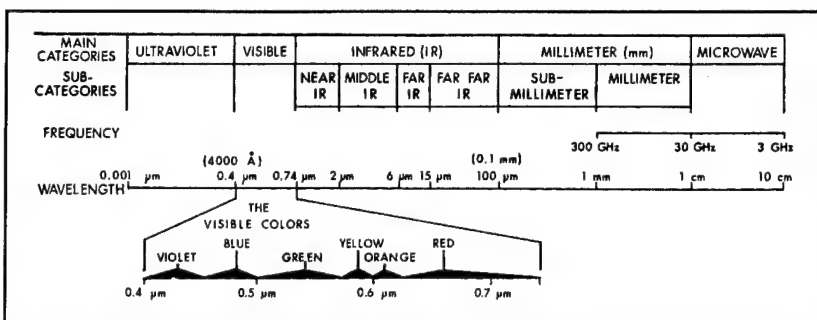 MAIN CATEGORIES ULTRAVIOLET VISIBLE INFRARED (IR) MILLIMETER (mm) MICROWAVE
SUB-CATEGORIES NEAR IR MIDDLE IR FAR IR FAR FAR IR SUB-MILLIMETER MILLIMETER
FREQUENCY
300 GHz 30 GHz 3 GHz
(4000 Å) (0.1 mm)
0.001 µm 0.4 µm 0.74 µm 2 µm 6 µm 15 µm 100 µm 1 mm 1 cm 10 cm
WAVELENGTH
THE
VISIBLE COLORS
BLUE YELLOW RED
VIOLET GREEN ORANGE
0.4 µm 0.5 µm 0.6 µm 0.7 µm